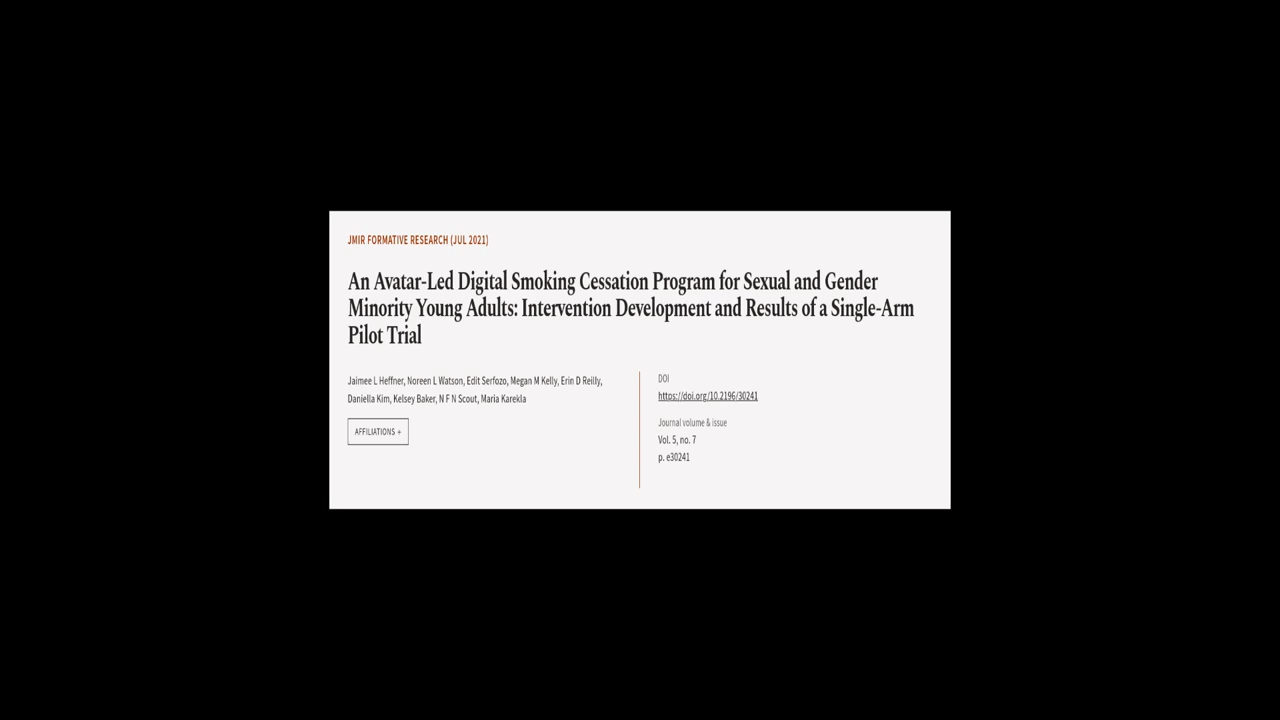 JMIR FORMATIVE RESEARCH (JUL 2021)
An Avatar-Led Digital Smoking Cessation Program for Sexual and Gender
Minority Young Adults: Intervention Development and Results of a Single-Arm
Pilot Trial
Jaimee L Heffner, Noreen L Watson, Edit Serfozo, Megan M Kelly, Erin D Reilly,
Daniella Kim, Kelsey Baker, N F N Scout, Maria Karekla
AFFILIATIONS +
DOI
https://doi.org/10.2196/30241
Journal volume & issue
Vol. 5, no. 7
p. e30241